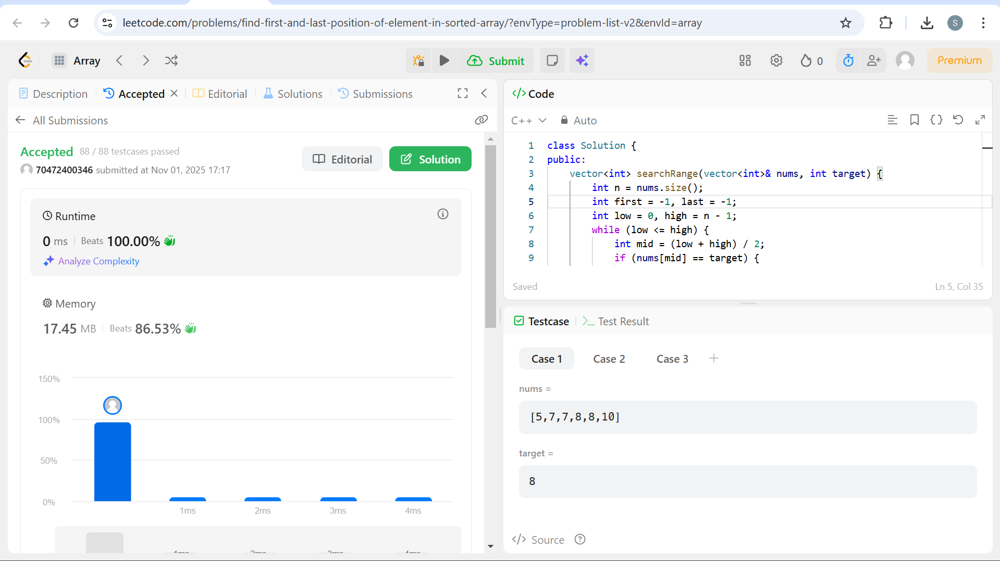 leetcode.com/problems/find-first-and-last-position-of-element-in-sorted-array/?envType=problem-list-v2&envId=array
S
Array
Submit
0
Premium
Description
Accepted
Editorial
Solutions
Submissions
All Submissions
Accepted 88 / 88 testcases passed
70472400346 submitted at Nov 01, 2025 17:17
Editorial
Solution
Runtime
0 ms Beats 100.00%
Analyze Complexity
Memory
17.45 MB Beats 86.53%
150%
100%
50%
0%
1ms 2ms 3ms 4ms
1ms 2ms 3ms 4ms
</> Code
C++ Auto
1 class Solution {
2 public:
3 vector<int> searchRange(vector<int>& nums, int target) {
4 int n = nums.size();
5 int first = -1, last = -1;
6 int low = 0, high = n - 1;
7 while (low <= high) {
8 int mid = (low + high) / 2;
9 if (nums[mid] == target) {
Saved
Ln 5, Col 35
Testcase
Test Result
Case 1 Case 2 Case 3 +
nums =
[5,7,7,8,8,10]
target =
8
</> Source ?